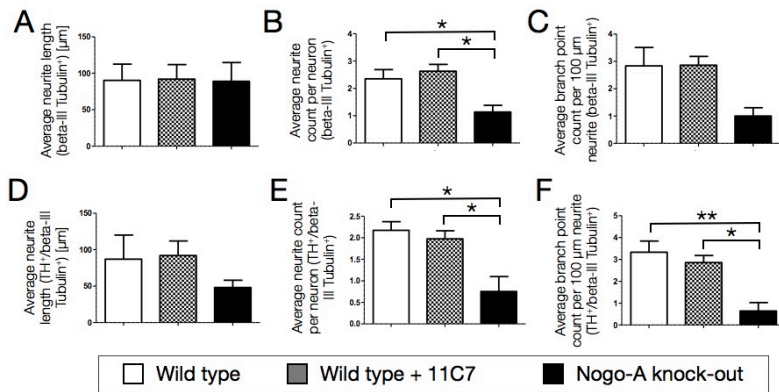 A
Average neurite length
(beta-III Tubulin⁺) [µm]
150
100
50
0
B
Average neurite
count per neuron
(beta-III Tubulin⁺)
4
3
2
1
0
*
*
C
Average branch point
count per 100 µm
neurite (beta-III Tubulin⁺)
4
3
2
1
0
D
Average neurite
length (TH⁺/beta-III
Tubulin⁺) [µm]
150
100
50
0
E
Average neurite count
per neuron (TH⁺/beta-
III Tubulin⁺)
2.5
2.0
1.5
1.0
0.5
0.0
*
*
F
Average branch point
count per 100 µm neurite
(TH⁺/beta-III Tubulin⁺)
5
4
3
2
1
0
**
*
Wild type
Wild type + 11C7
Nogo-A knock-out